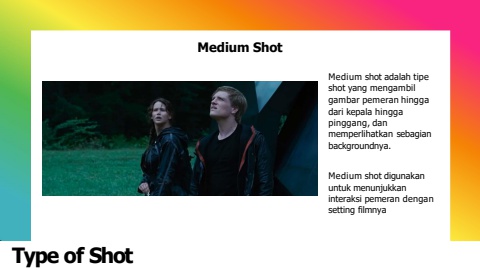 Medium Shot
Medium shot adalah tipe
shot yang mengambil
gambar pemeran hingga
dari kepala hingga
pinggang, dan
memperlihatkan sebagian
backgroundnya.
Medium shot digunakan
untuk menunjukkan
interaksi pemeran dengan
setting filmnya
Type of Shot